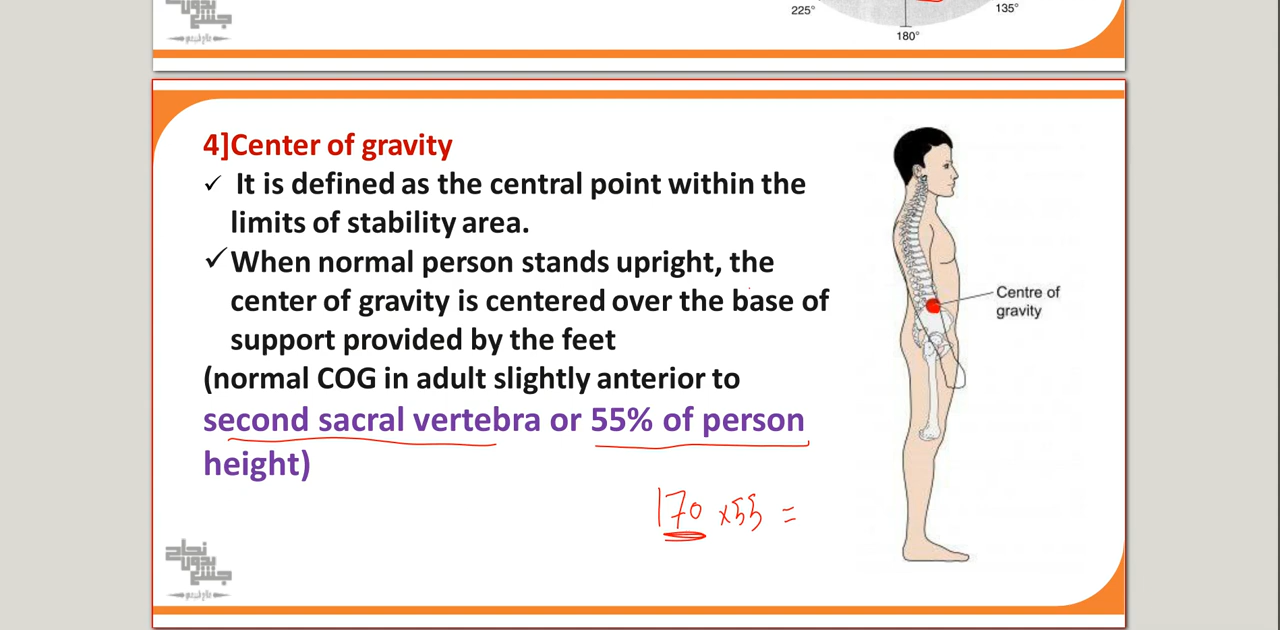 225°
135°
180°
4]Center of gravity
✓ It is defined as the central point within the
limits of stability area.
✓When normal person stands upright, the
center of gravity is centered over the base of
support provided by the feet
(normal COG in adult slightly anterior to
second sacral vertebra or 55% of person
height)
Centre of
gravity
170 x55 =
نجاح
بدون